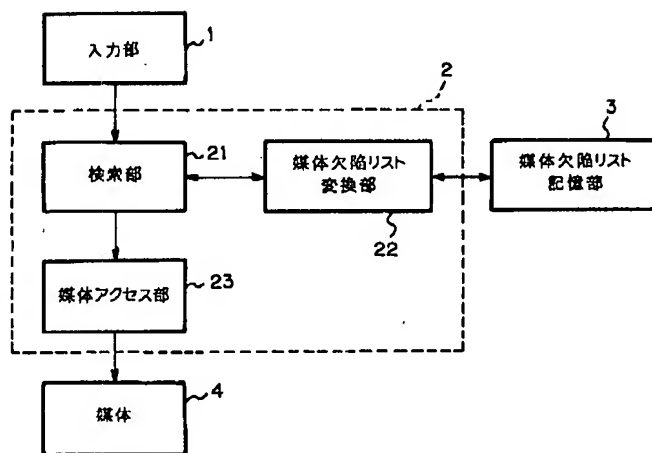 1
入力部
2
21
検索部
媒体欠陥リスト
変換部
22
3
媒体欠陥リスト
記憶部
23
媒体アクセス部
4
媒体